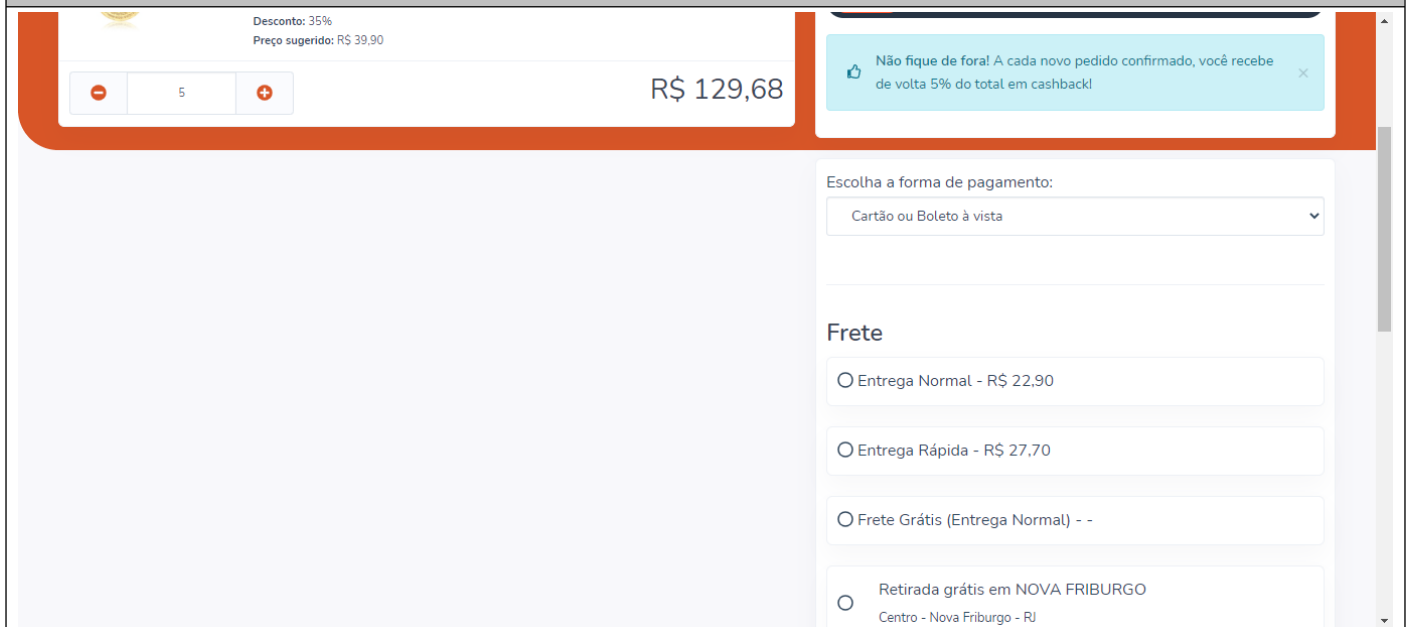 Desconto: 35%
Preço sugerido: R$ 39,90
5
R$ 129,68
Não fique de fora! A cada novo pedido confirmado, você recebe
de volta 5% do total em cashback!
×
Escolha a forma de pagamento:
Cartão ou Boleto à vista
Frete
Entrega Normal - R$ 22,90
Entrega Rápida - R$ 27,70
Frete Grátis (Entrega Normal) - -
Retirada grátis em NOVA FRIBURGO
Centro - Nova Friburgo - RJ